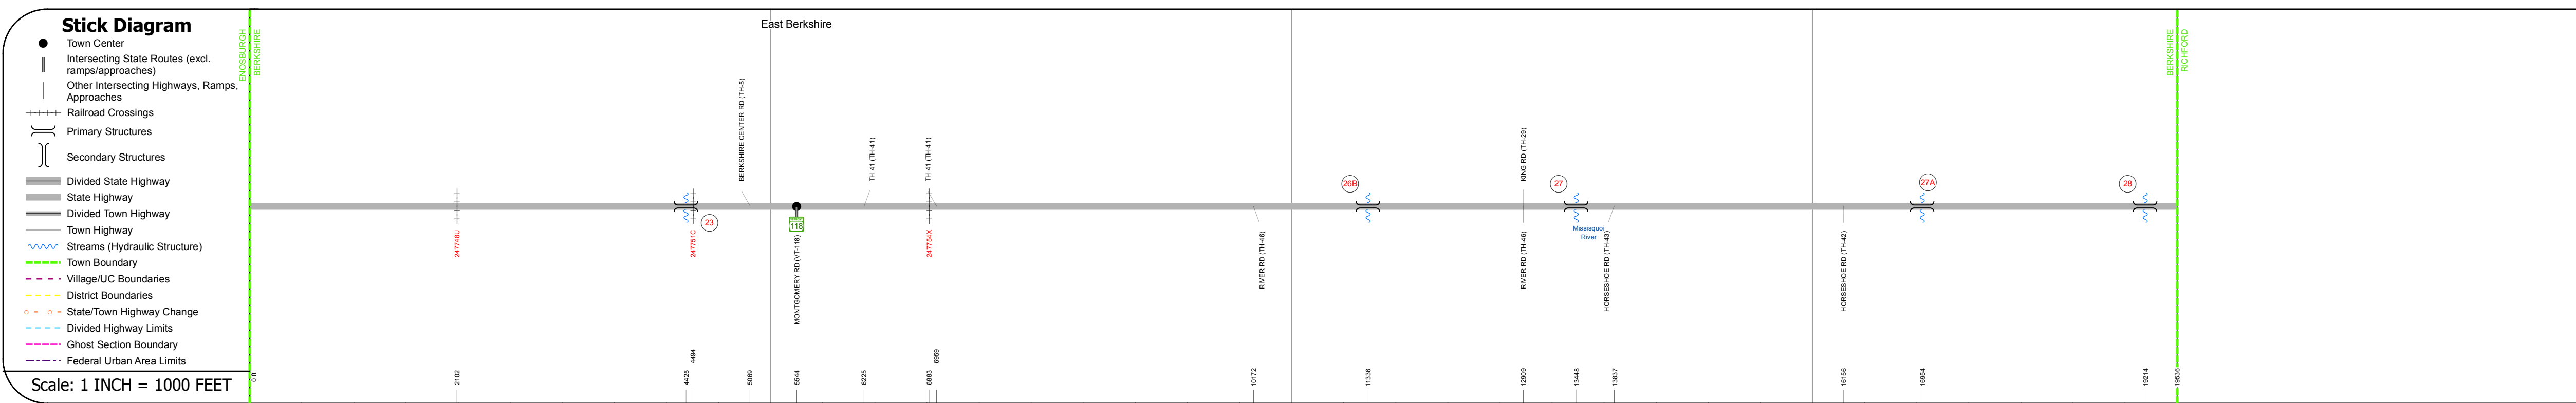 Stick Diagram
Town Center
Intersecting State Routes (excl.
ramps/approaches)
Other Intersecting Highways, Ramps,
Approaches
Railroad Crossings
Primary Structures
Secondary Structures
Divided State Highway
State Highway
Divided Town Highway
Town Highway
Streams (Hydraulic Structure)
Town Boundary
Village/UC Boundaries
District Boundaries
State/Town Highway Change
Divided Highway Limits
Ghost Section Boundary
Federal Urban Area Limits
Scale: 1 INCH = 1000 FEET
ENOSBURGH
BERKSHIRE
East Berkshire
BERKSHIRE
RICHFORD
BERKSHIRE CENTER RD (TH-5)
TH 41 (TH-41)
TH 41 (TH-41)
KING RD (TH-29)
26B
27
27A
28
23
118
247748U
247751C
MONTGOMERY RD (VT-118)
247754X
RIVER RD (TH-46)
RIVER RD (TH-46)
Missisquoi
River
HORSESHOE RD (TH-43)
HORSESHOE RD (TH-42)
0 ft
2102
4425
4494
5069
5544
6225
6883
6959
10172
11336
12909
13448
13837
16156
16954
19214
19536